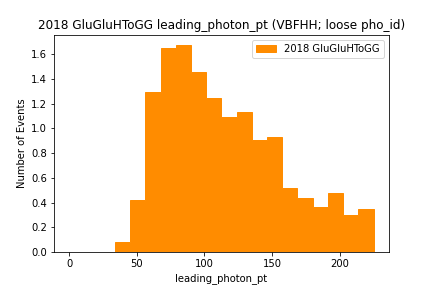 2018 GluGluHToGG leading_photon_pt (VBFHH; loose pho_id)
2018 GluGluHToGG
Number of Events
1.6
1.4
1.2
1.0
0.8
0.6
0.4
0.2
0.0
0 50 100 150 200
leading_photon_pt